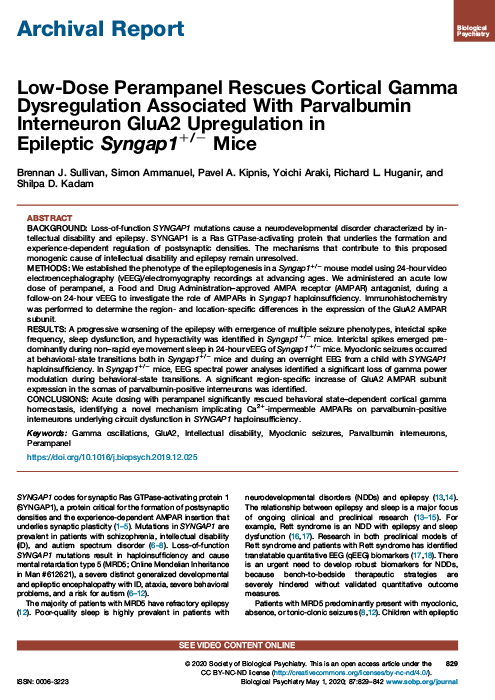 Archival Report
Biological
Psychiatry
Low-Dose Perampanel Rescues Cortical Gamma
Dysregulation Associated With Parvalbumin
Interneuron GluA2 Upregulation in
Epileptic Syngap1+/− Mice
Brennan J. Sullivan, Simon Ammanuel, Pavel A. Kipnis, Yoichi Araki, Richard L. Huganir, and
Shilpa D. Kadam
ABSTRACT
BACKGROUND: Loss-of-function SYNGAP1 mutations cause a neurodevelopmental disorder characterized by in-
tellectual disability and epilepsy. SYNGAP1 is a Ras GTPase-activating protein that underlies the formation and
experience-dependent regulation of postsynaptic densities. The mechanisms that contribute to this proposed
monogenic cause of intellectual disability and epilepsy remain unresolved.
METHODS: We established the phenotype of the epileptogenesis in a Syngap1+/− mouse model using 24-hour video
electroencephalography (vEEG)/electromyography recordings at advancing ages. We administered an acute low
dose of perampanel, a Food and Drug Administration–approved AMPA receptor (AMPAR) antagonist, during a
follow-on 24-hour vEEG to investigate the role of AMPARs in Syngap1 haploinsufficiency. Immunohistochemistry
was performed to determine the region- and location-specific differences in the expression of the GluA2 AMPAR
subunit.
RESULTS: A progressive worsening of the epilepsy with emergence of multiple seizure phenotypes, interictal spike
frequency, sleep dysfunction, and hyperactivity was identified in Syngap1+/− mice. Interictal spikes emerged pre-
dominantly during non–rapid eye movement sleep in 24-hour vEEG of Syngap1+/− mice. Myoclonic seizures occurred
at behavioral-state transitions both in Syngap1+/− mice and during an overnight EEG from a child with SYNGAP1
haploinsufficiency. In Syngap1+/− mice, EEG spectral power analyses identified a significant loss of gamma power
modulation during behavioral-state transitions. A significant region-specific increase of GluA2 AMPAR subunit
expression in the somas of parvalbumin-positive interneurons was identified.
CONCLUSIONS: Acute dosing with perampanel significantly rescued behavioral state–dependent cortical gamma
homeostasis, identifying a novel mechanism implicating Ca2+-impermeable AMPARs on parvalbumin-positive
interneurons underlying circuit dysfunction in SYNGAP1 haploinsufficiency.
Keywords: Gamma oscillations, GluA2, Intellectual disability, Myoclonic seizures, Parvalbumin interneurons,
Perampanel
https://doi.org/10.1016/j.biopsych.2019.12.025
SYNGAP1 codes for synaptic Ras GTPase-activating protein 1
(SYNGAP1), a protein critical for the formation of postsynaptic
densities and the experience-dependent AMPAR insertion that
underlies synaptic plasticity (1–5). Mutations in SYNGAP1 are
prevalent in patients with schizophrenia, intellectual disability
(ID), and autism spectrum disorder (6–8). Loss-of-function
SYNGAP1 mutations result in haploinsufficiency and cause
mental retardation type 5 (MRD5; Online Mendelian Inheritance
in Man #612621), a severe distinct generalized developmental
and epileptic encephalopathy with ID, ataxia, severe behavioral
problems, and a risk for autism (6–12).
The majority of patients with MRD5 have refractory epilepsy
(12). Poor-quality sleep is highly prevalent in patients with
neurodevelopmental disorders (NDDs) and epilepsy (13,14).
The relationship between epilepsy and sleep is a major focus
of ongoing clinical and preclinical research (13–15). For
example, Rett syndrome is an NDD with epilepsy and sleep
dysfunction (16,17). Research in both preclinical models of
Rett syndrome and patients with Rett syndrome has identified
translatable quantitative EEG (qEEG) biomarkers (17,18). There
is an urgent need to develop robust biomarkers for NDDs,
because bench-to-bedside therapeutic strategies are
severely hindered without validated quantitative outcome
measures.
Patients with MRD5 predominantly present with myoclonic,
absence, or tonic-clonic seizures (8,12). Children with epileptic
SEE VIDEO CONTENT ONLINE
© 2020 Society of Biological Psychiatry. This is an open access article under the 829
CC BY-NC-ND license (http://creativecommons.org/licenses/by-nc-nd/4.0/).
ISSN: 0006-3223 Biological Psychiatry May 1, 2020; 87:829–842 www.sobp.org/journal